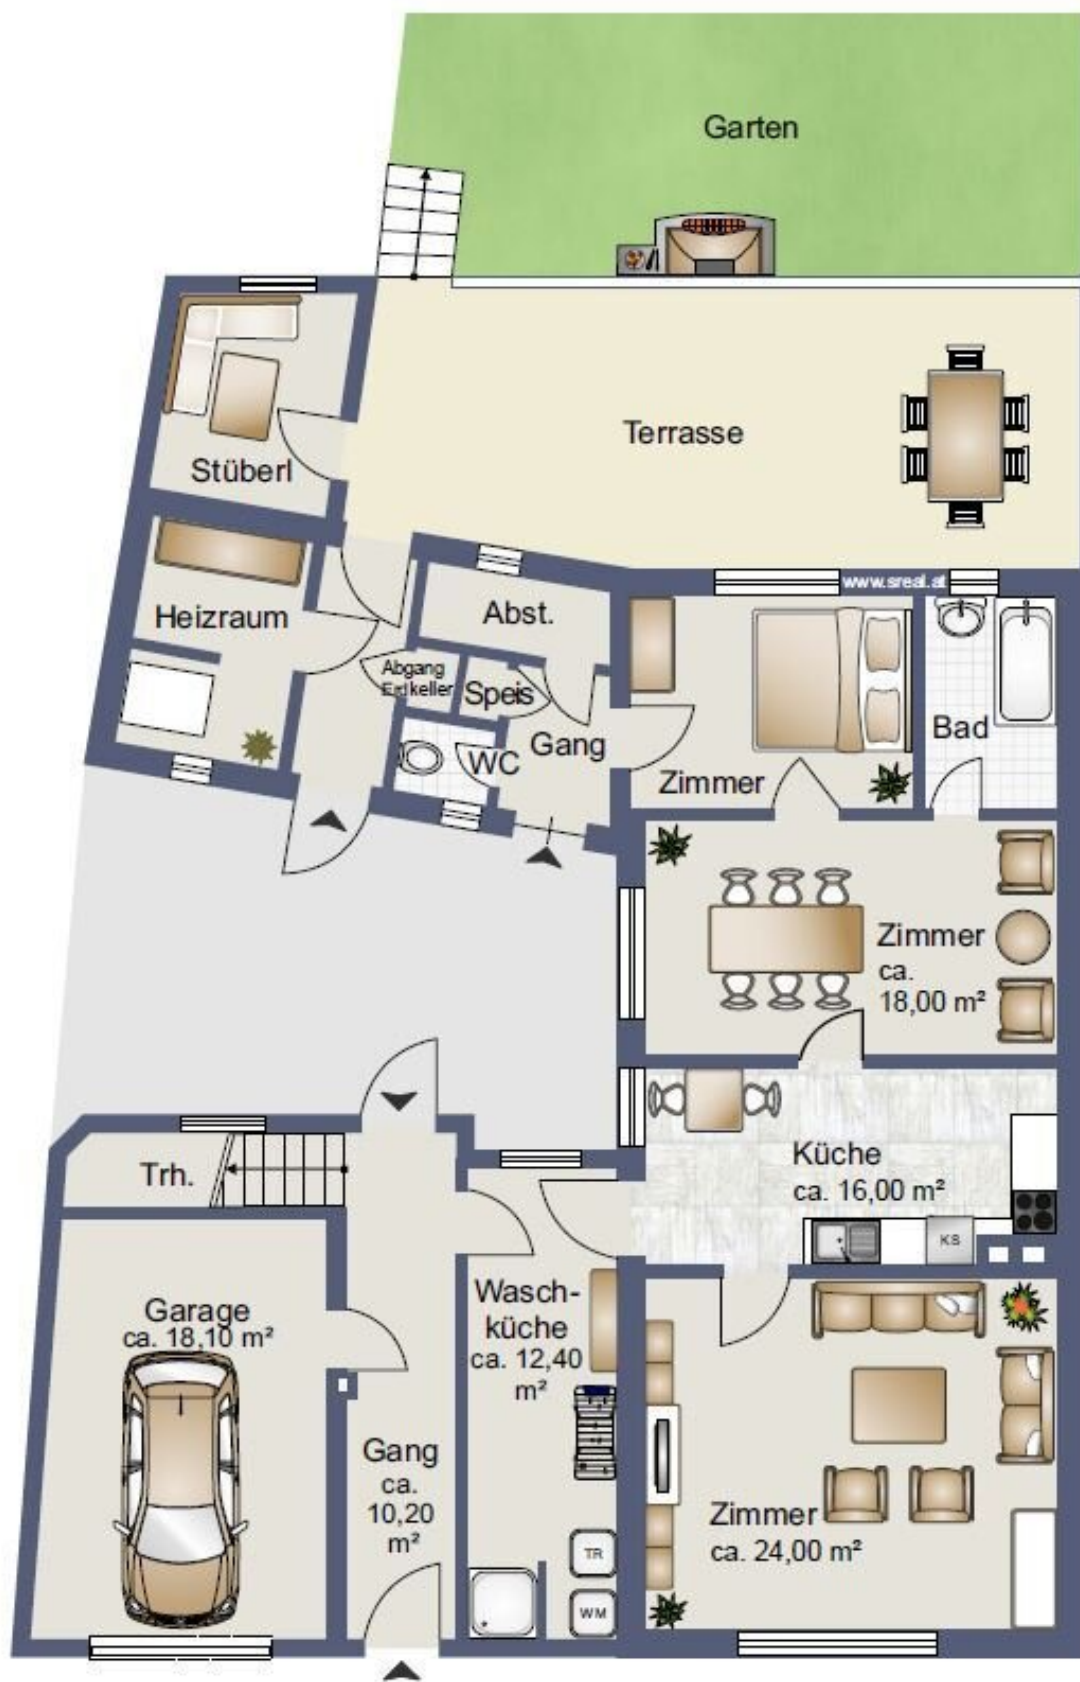 Garten
Terrasse
Stüberl
www.sreal.at
Heizraum
Abst.
Abgang
Erdkeller
Speis
Gang
WC
Zimmer
Bad
Zimmer
ca.
18,00 m²
Küche
ca. 16,00 m²
KS
Trh.
Garage
ca. 18,10 m²
Wasch-
küche
ca. 12,40
m²
Gang
ca.
10,20
m²
TR
WM
Zimmer
ca. 24,00 m²